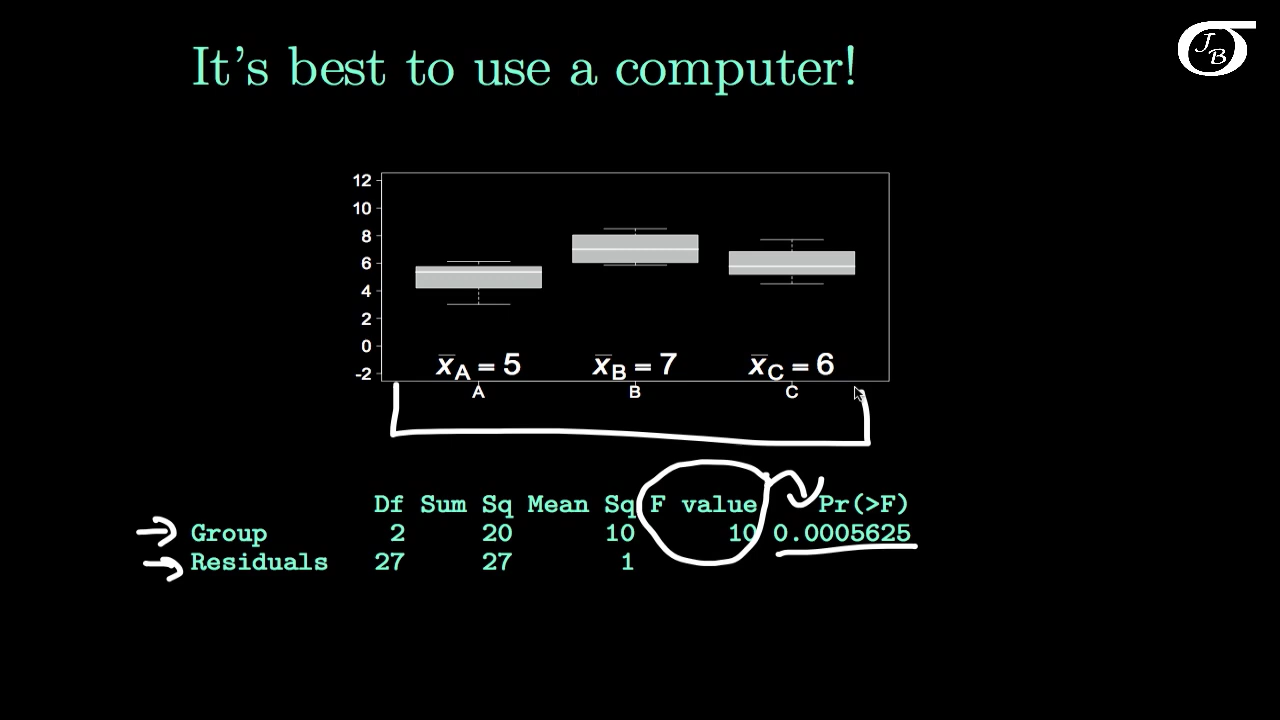 It's best to use a computer!
J
B
12
10
8
6
4
2
0
-2
x̅A = 5 x̅B = 7 x̅C = 6
A B C
Df Sum Sq Mean Sq F value Pr(>F)
Group 2 20 10 10 0.0005625
Residuals 27 27 1